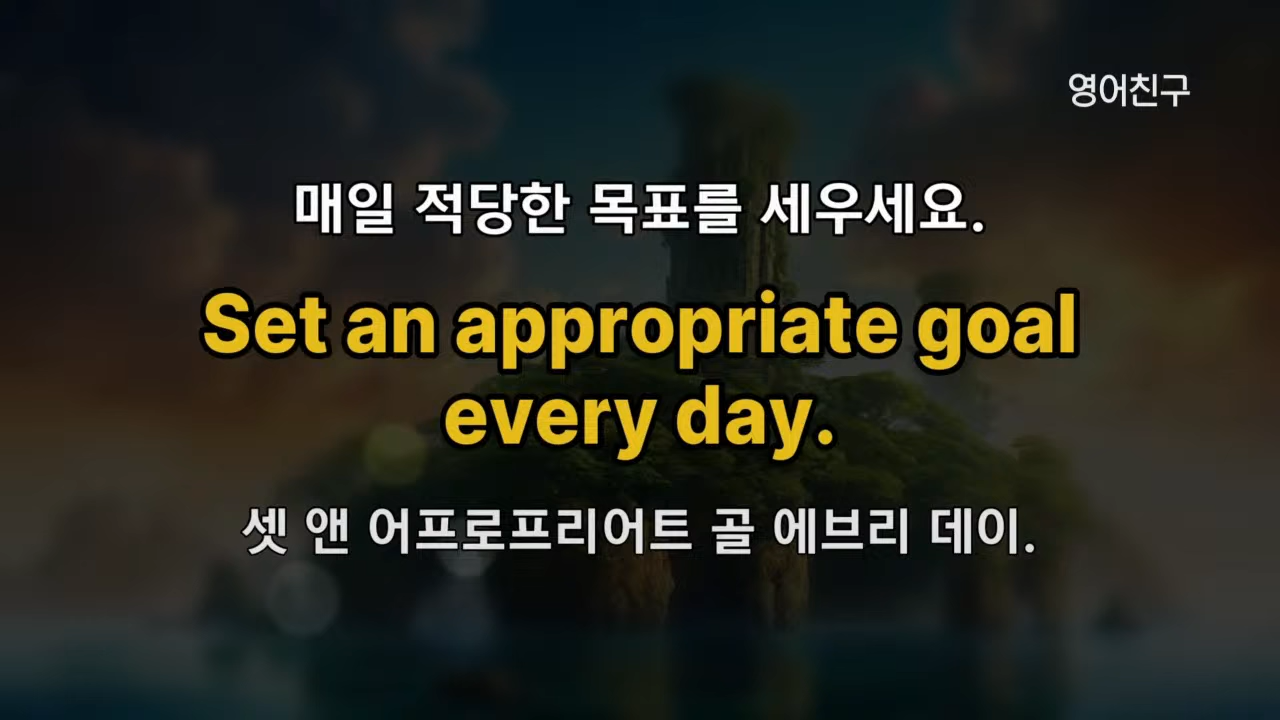 영어친구
매일 적당한 목표를 세우세요.
Set an appropriate goal
every day.
셋 앤 어프로프리어트 골 에브리 데이.